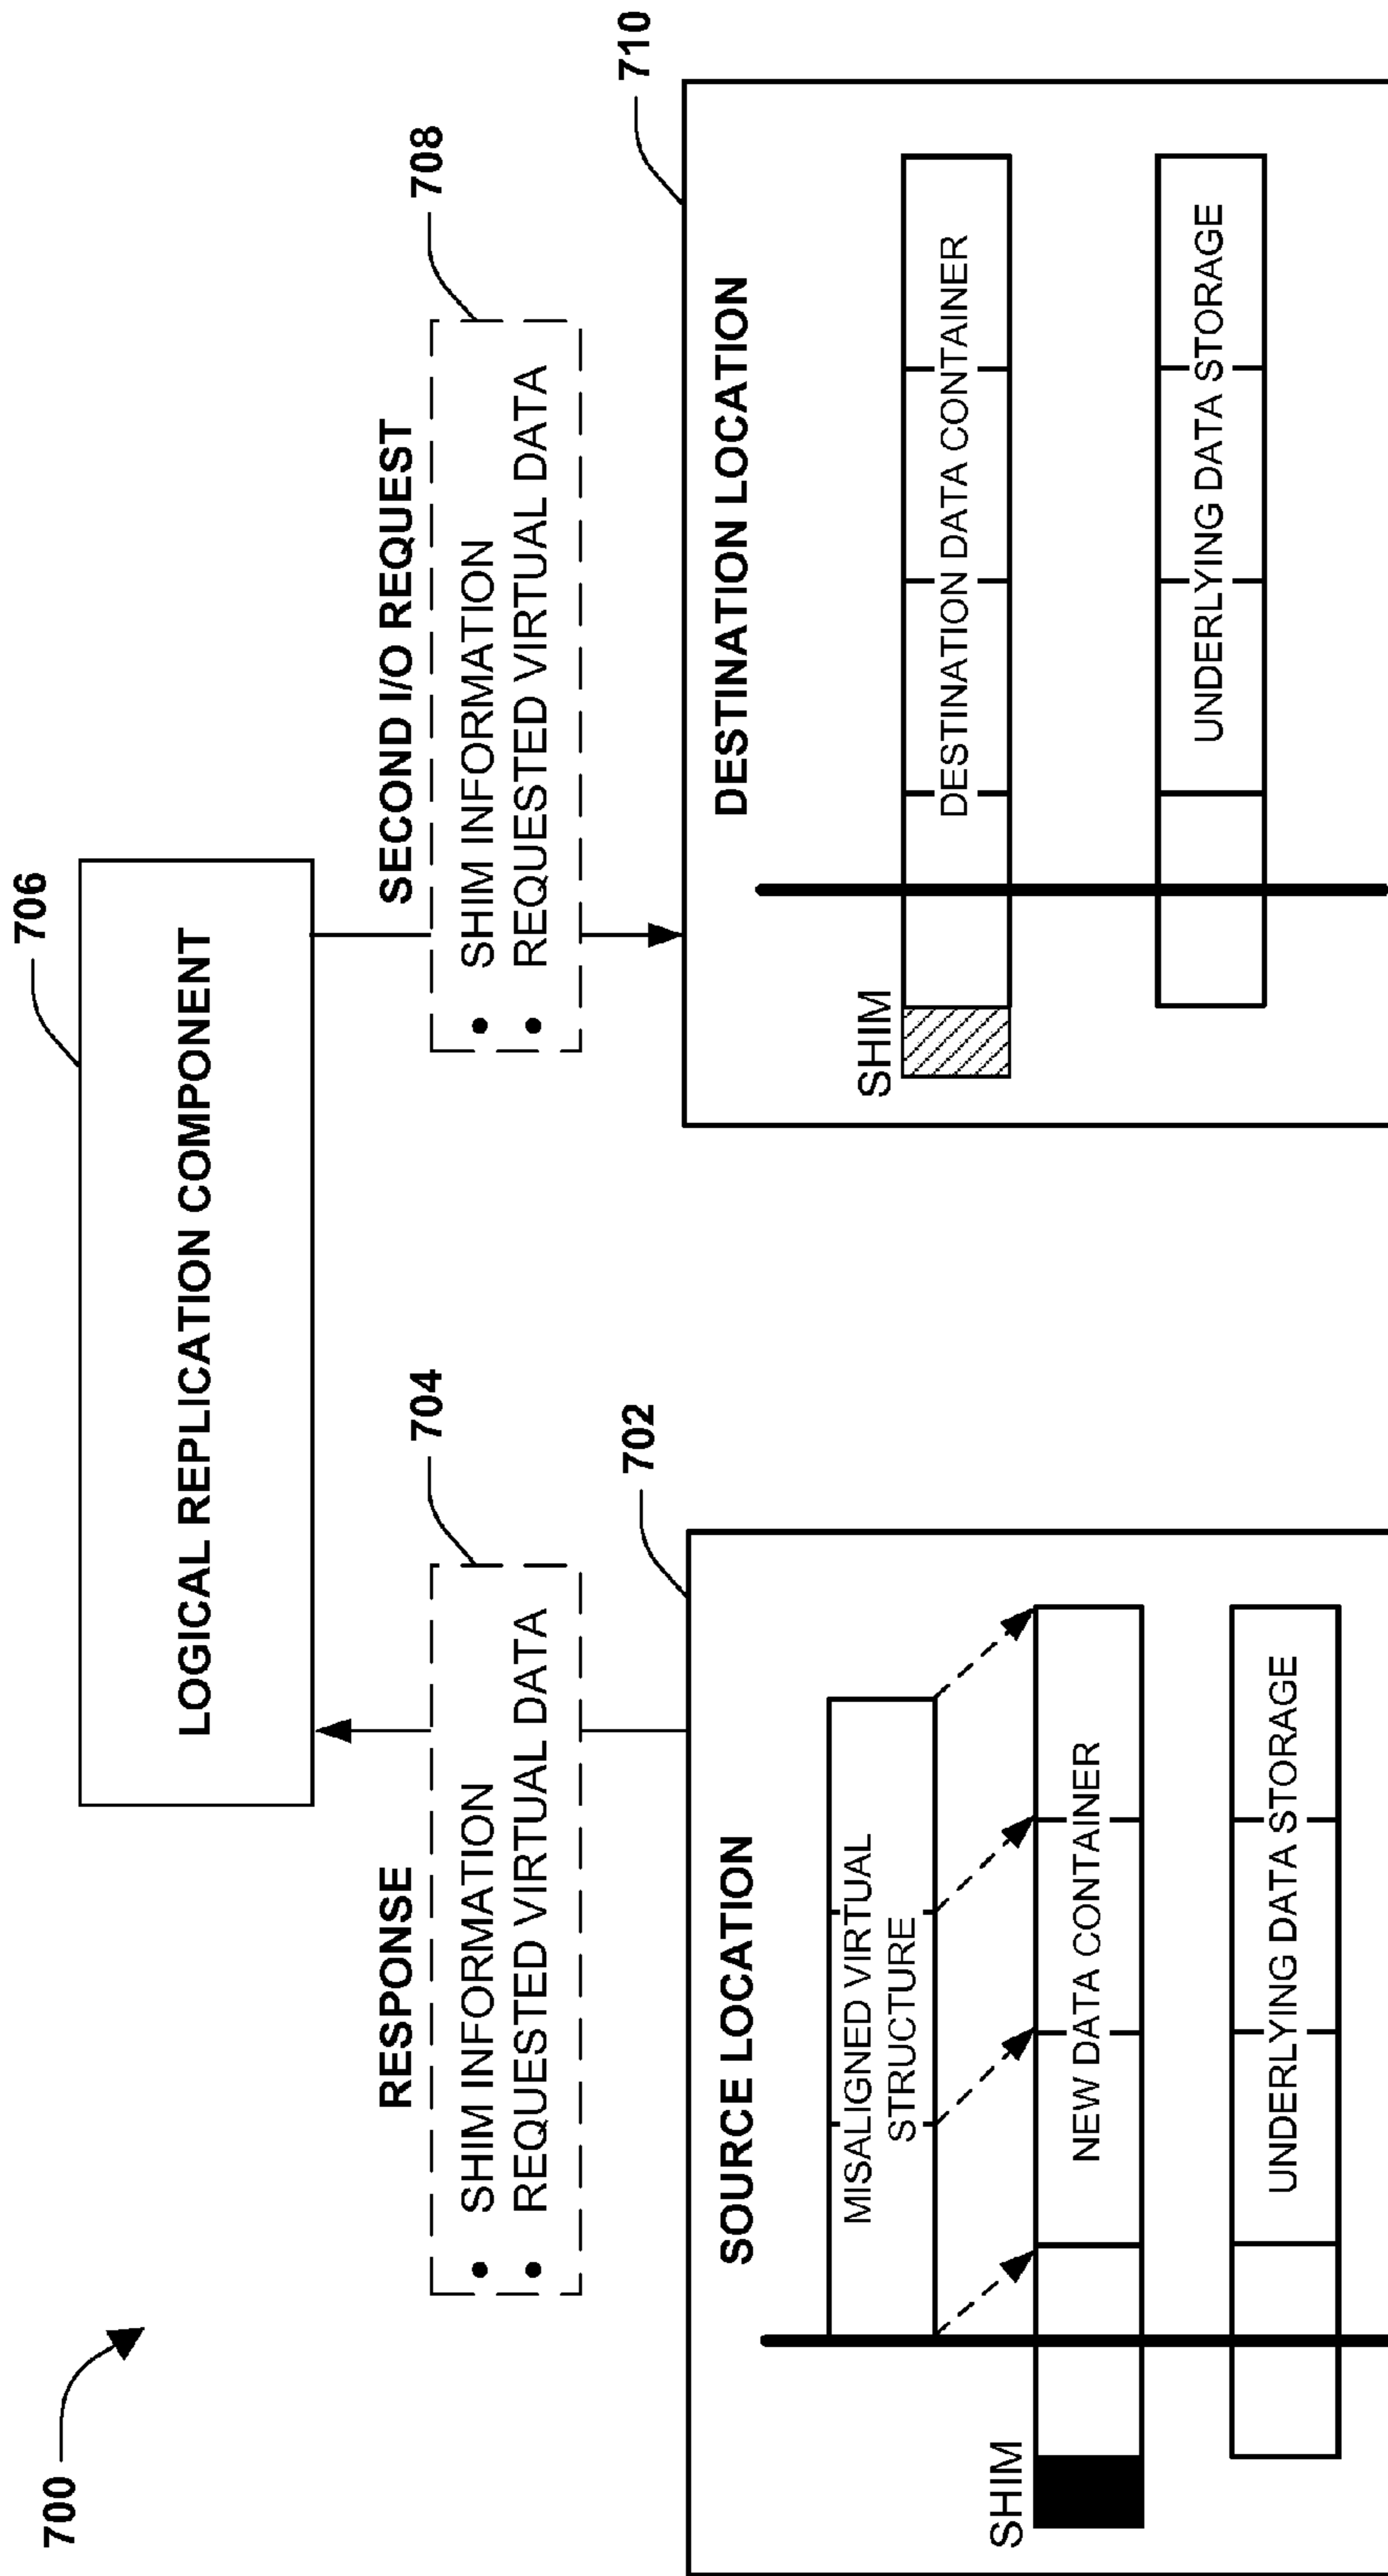 700
706
LOGICAL REPLICATION COMPONENT
RESPONSE
704
• SHIM INFORMATION
• REQUESTED VIRTUAL DATA
SECOND I/O REQUEST
708
• SHIM INFORMATION
• REQUESTED VIRTUAL DATA
702
SOURCE LOCATION
MISALIGNED VIRTUAL
STRUCTURE
SHIM
NEW DATA CONTAINER
UNDERLYING DATA STORAGE
710
DESTINATION LOCATION
SHIM
DESTINATION DATA CONTAINER
UNDERLYING DATA STORAGE